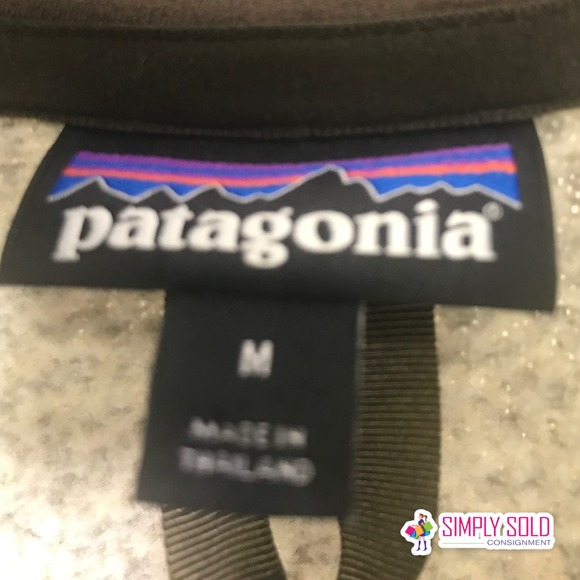 patagonia®
M
MADE IN
THAILAND
SIMPLY SOLD
CONSIGNMENT